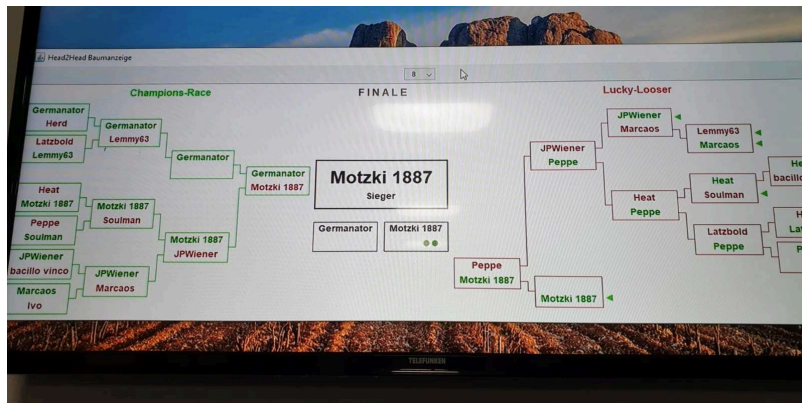 Head2Head Baumanzeige
8
Champions-Race
FINALE
Lucky-Looser
Germanator
Herd
Latzbold
Lemmy63
Heat
Motzki 1887
Peppe
Soulman
JPWiener
bacillo vinco
Marcaos
Ivo
Germanator
Lemmy63
Motzki 1887
Soulman
JPWiener
Marcaos
Germanator
Motzki 1887
JPWiener
Germanator
Motzki 1887
Motzki 1887
Sieger
Germanator
Motzki 1887
Peppe
Motzki 1887
JPWiener
Peppe
Motzki 1887
JPWiener
Marcaos
Heat
Peppe
Lemmy63
Marcaos
Heat
Soulman
Latzbold
Peppe
TELEFUNKEN